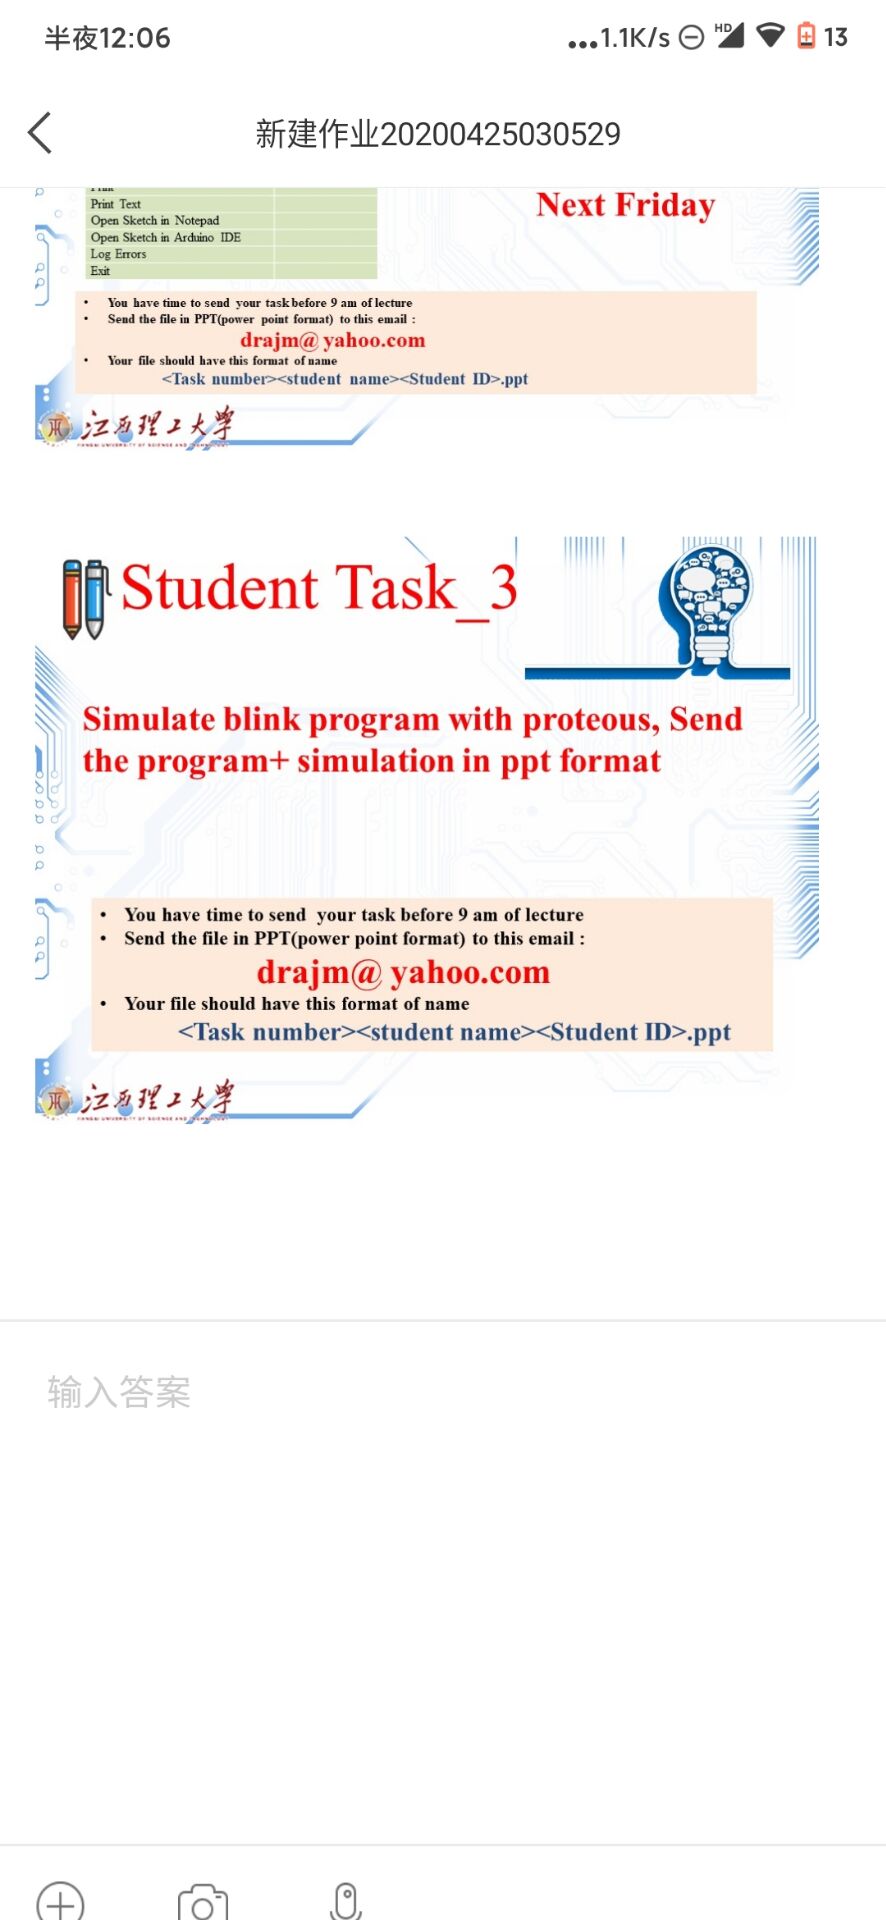 半夜12:06
...1.1K/s HD 13
新建作业20200425030529
Print
Print Text
Open Sketch in Notepad
Open Sketch in Arduino IDE
Log Errors
Exit
Next Friday
• You have time to send your task before 9 am of lecture
• Send the file in PPT(power point format) to this email :
drajm@yahoo.com
• Your file should have this format of name
<Task number><student name><Student ID>.ppt
江西理工大学
Student Task_3
Simulate blink program with proteous, Send
the program+ simulation in ppt format
• You have time to send your task before 9 am of lecture
• Send the file in PPT(power point format) to this email :
drajm@yahoo.com
• Your file should have this format of name
<Task number><student name><Student ID>.ppt
江西理工大学
输入答案